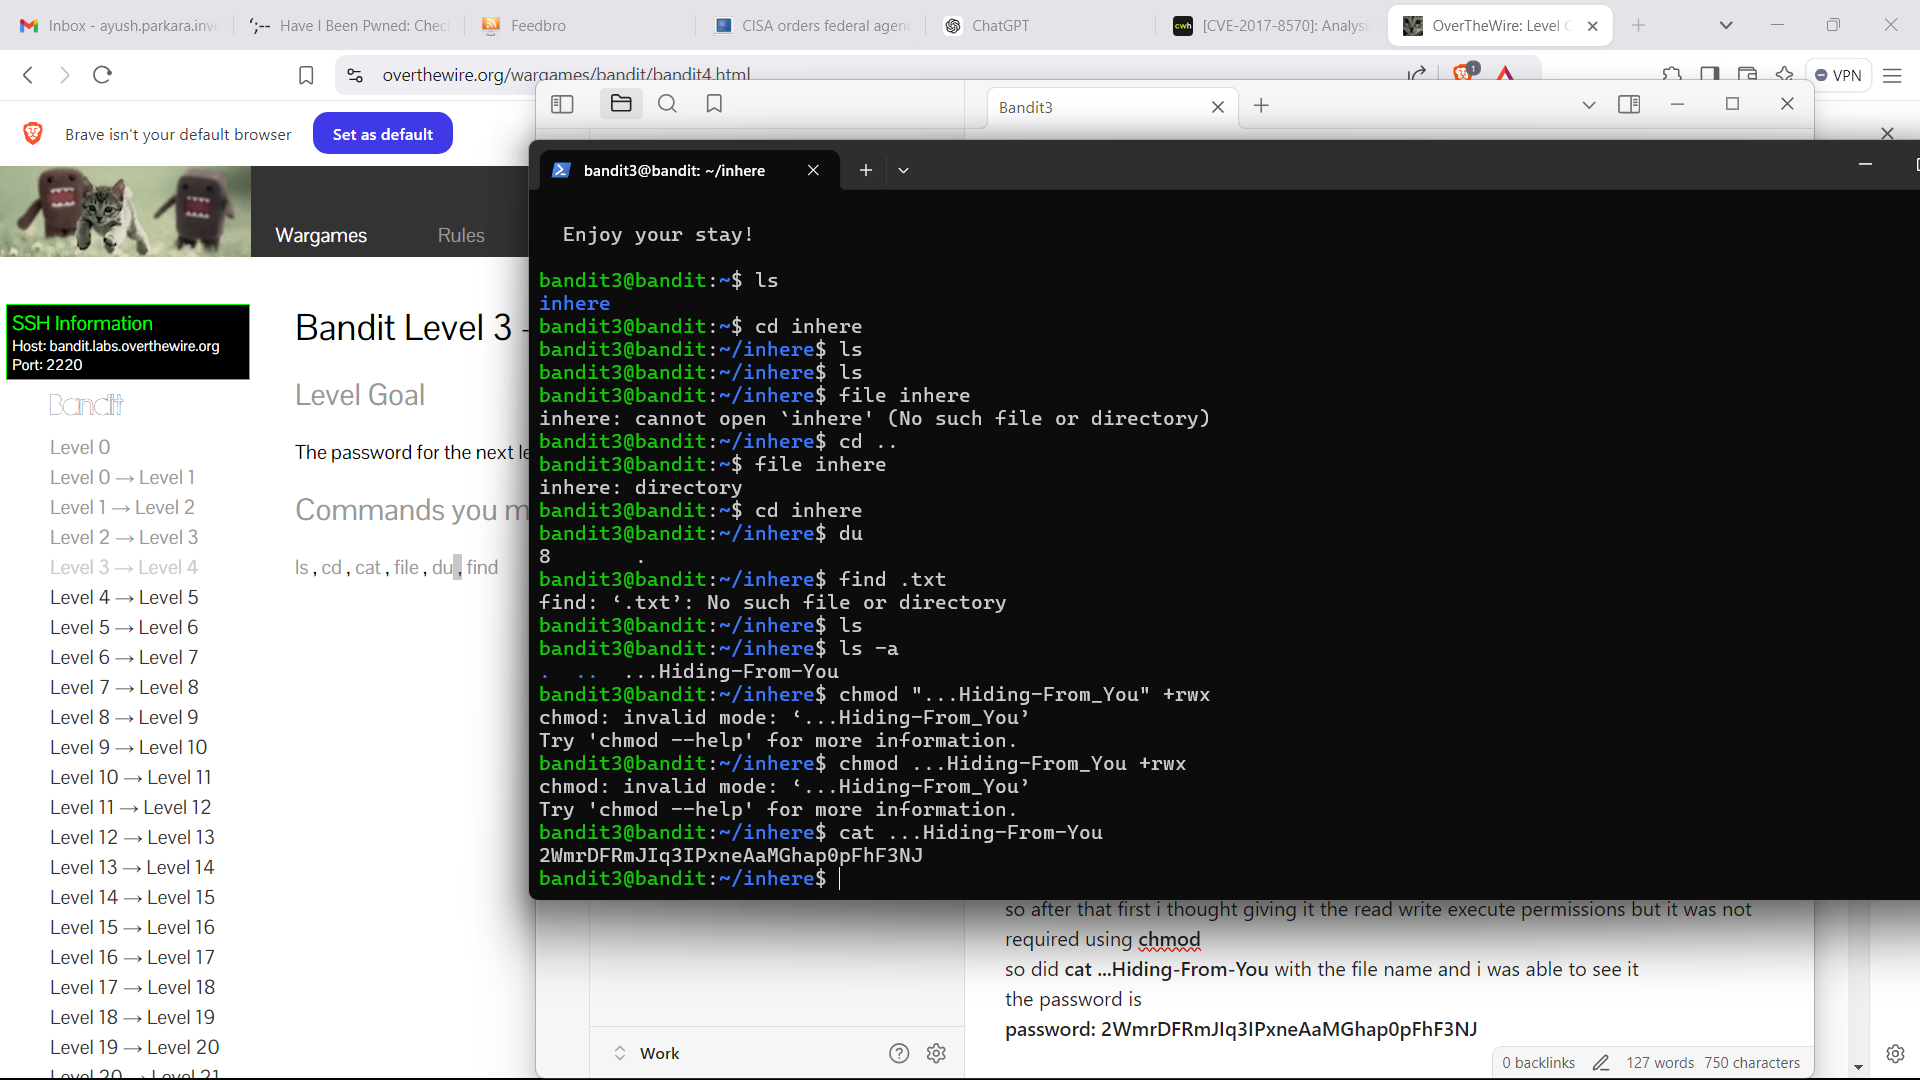 Inbox - ayush.parkara.inve
Have I Been Pwned: Chec
Feedbro
CISA orders federal agenc
ChatGPT
cwh [CVE-2017-8570]: Analysi
OverTheWire: Level G
overthewire.org/wargames/bandit/bandit4.html
1
VPN
Brave isn't your default browser
Set as default
Bandit3
bandit3@bandit: ~/inhere
Wargames
Rules
SSH Information
Host: bandit.labs.overthewire.org
Port: 2220
Bandit
Level 0
Level 0 → Level 1
Level 1 → Level 2
Level 2 → Level 3
Level 3 → Level 4
Level 4 → Level 5
Level 5 → Level 6
Level 6 → Level 7
Level 7 → Level 8
Level 8 → Level 9
Level 9 → Level 10
Level 10 → Level 11
Level 11 → Level 12
Level 12 → Level 13
Level 13 → Level 14
Level 14 → Level 15
Level 15 → Level 16
Level 16 → Level 17
Level 17 → Level 18
Level 18 → Level 19
Level 19 → Level 20
Level 20 → Level 21
Bandit Level 3 -
Level Goal
The password for the next le
Commands you m
ls , cd , cat , file , du , find
Enjoy your stay!
bandit3@bandit:~$ ls
inhere
bandit3@bandit:~$ cd inhere
bandit3@bandit:~/inhere$ ls
bandit3@bandit:~/inhere$ ls
bandit3@bandit:~/inhere$ file inhere
inhere: cannot open `inhere' (No such file or directory)
bandit3@bandit:~/inhere$ cd ..
bandit3@bandit:~$ file inhere
inhere: directory
bandit3@bandit:~$ cd inhere
bandit3@bandit:~/inhere$ du
8       .
bandit3@bandit:~/inhere$ find .txt
find: ‘.txt’: No such file or directory
bandit3@bandit:~/inhere$ ls
bandit3@bandit:~/inhere$ ls -a
.  ..  ...Hiding-From-You
bandit3@bandit:~/inhere$ chmod "...Hiding-From_You" +rwx
chmod: invalid mode: ‘...Hiding-From_You’
Try 'chmod --help' for more information.
bandit3@bandit:~/inhere$ chmod ...Hiding-From_You +rwx
chmod: invalid mode: ‘...Hiding-From_You’
Try 'chmod --help' for more information.
bandit3@bandit:~/inhere$ cat ...Hiding-From-You
2WmrDFRmJIq3IPxneAaMGhap0pFhF3NJ
bandit3@bandit:~/inhere$
so after that first i thought giving it the read write execute permissions but it was not
required using chmod
so did cat ...Hiding-From-You with the file name and i was able to see it
the password is
password: 2WmrDFRmJIq3IPxneAaMGhap0pFhF3NJ
Work
0 backlinks
127 words
750 characters